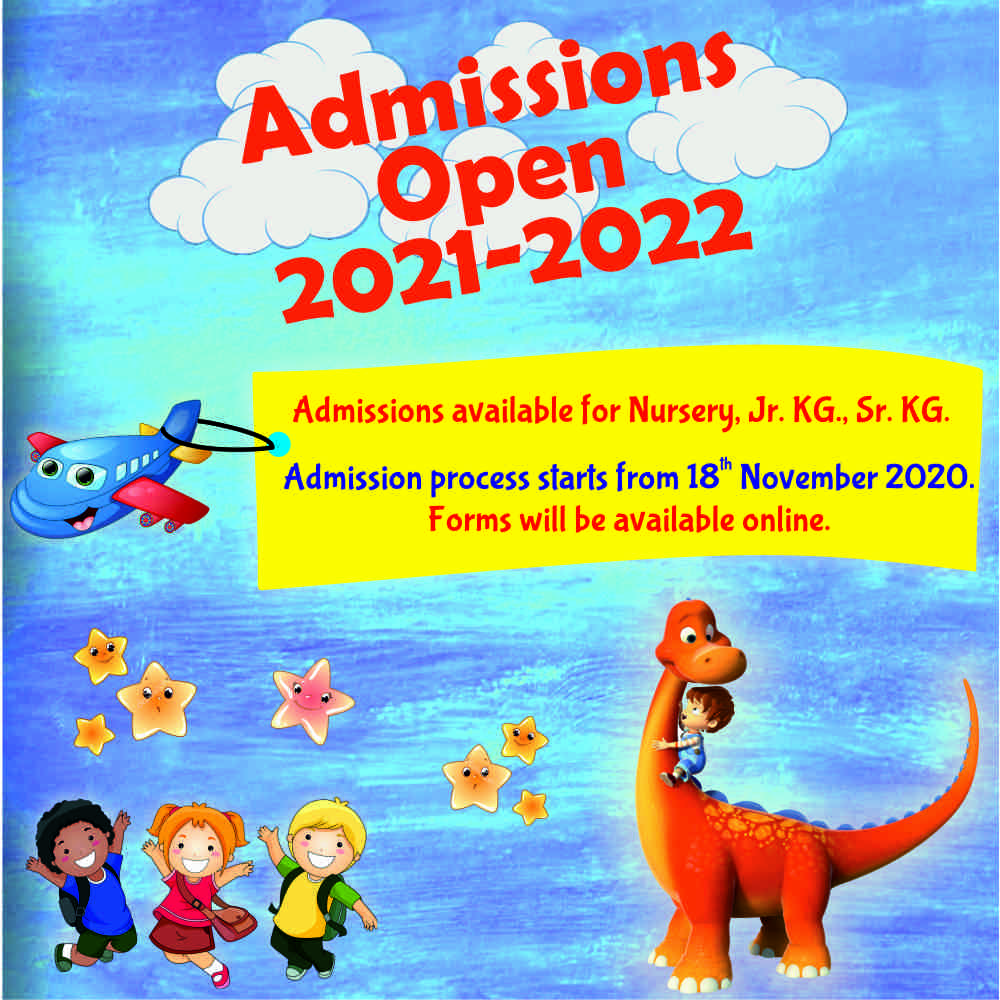 Admissions
Open
2021-2022
Admissions available for Nursery, Jr. KG., Sr. KG.
Admission process starts from 18th November 2020.
Forms will be available online.